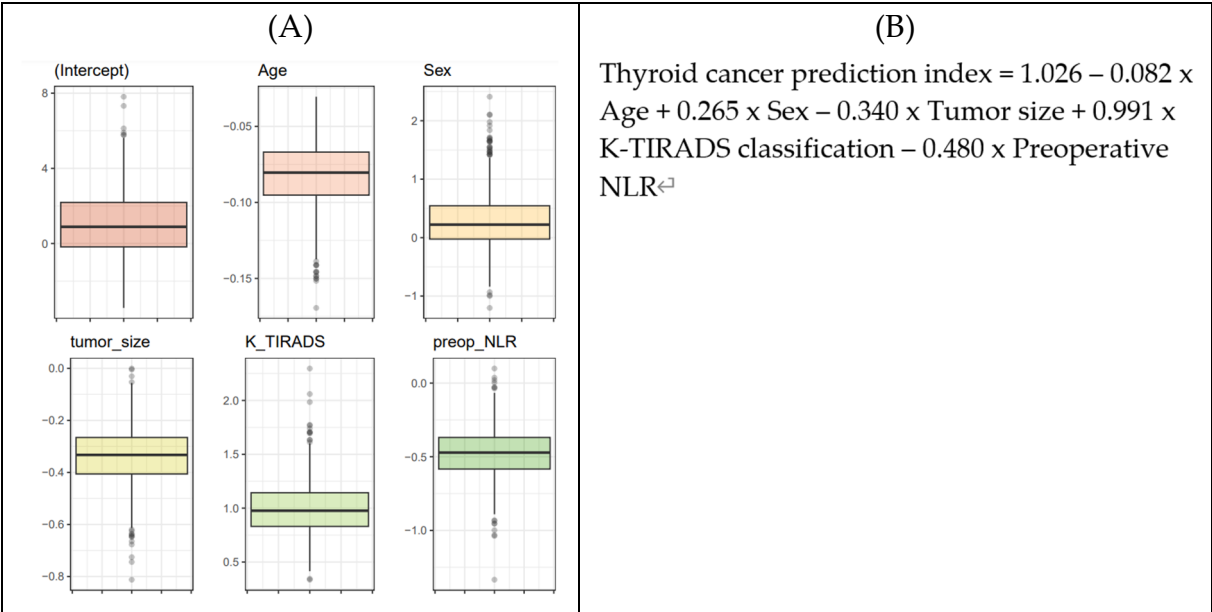 (A)
(Intercept)
Age
Sex
8
4
0
−0.05
−0.10
−0.15
2
1
0
−1
tumor_size
K_TIRADS
preop_NLR
0.0
−0.2
−0.4
−0.6
−0.8
2.0
1.5
1.0
0.5
0.0
−0.5
−1.0
(B)
Thyroid cancer prediction index = 1.026 – 0.082 x
Age + 0.265 x Sex – 0.340 x Tumor size + 0.991 x
K-TIRADS classification – 0.480 x Preoperative
NLR↵